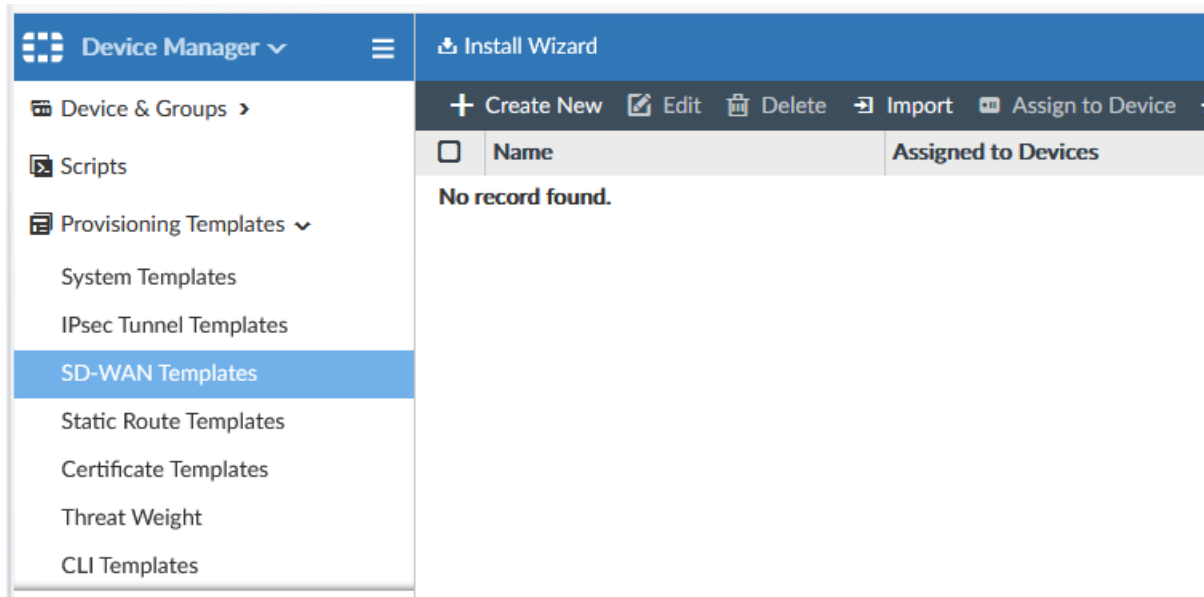 Device Manager
Install Wizard
Device & Groups
Scripts
Provisioning Templates
System Templates
IPsec Tunnel Templates
SD-WAN Templates
Static Route Templates
Certificate Templates
Threat Weight
CLI Templates
Create New Edit Delete Import Assign to Device
Name Assigned to Devices
No record found.